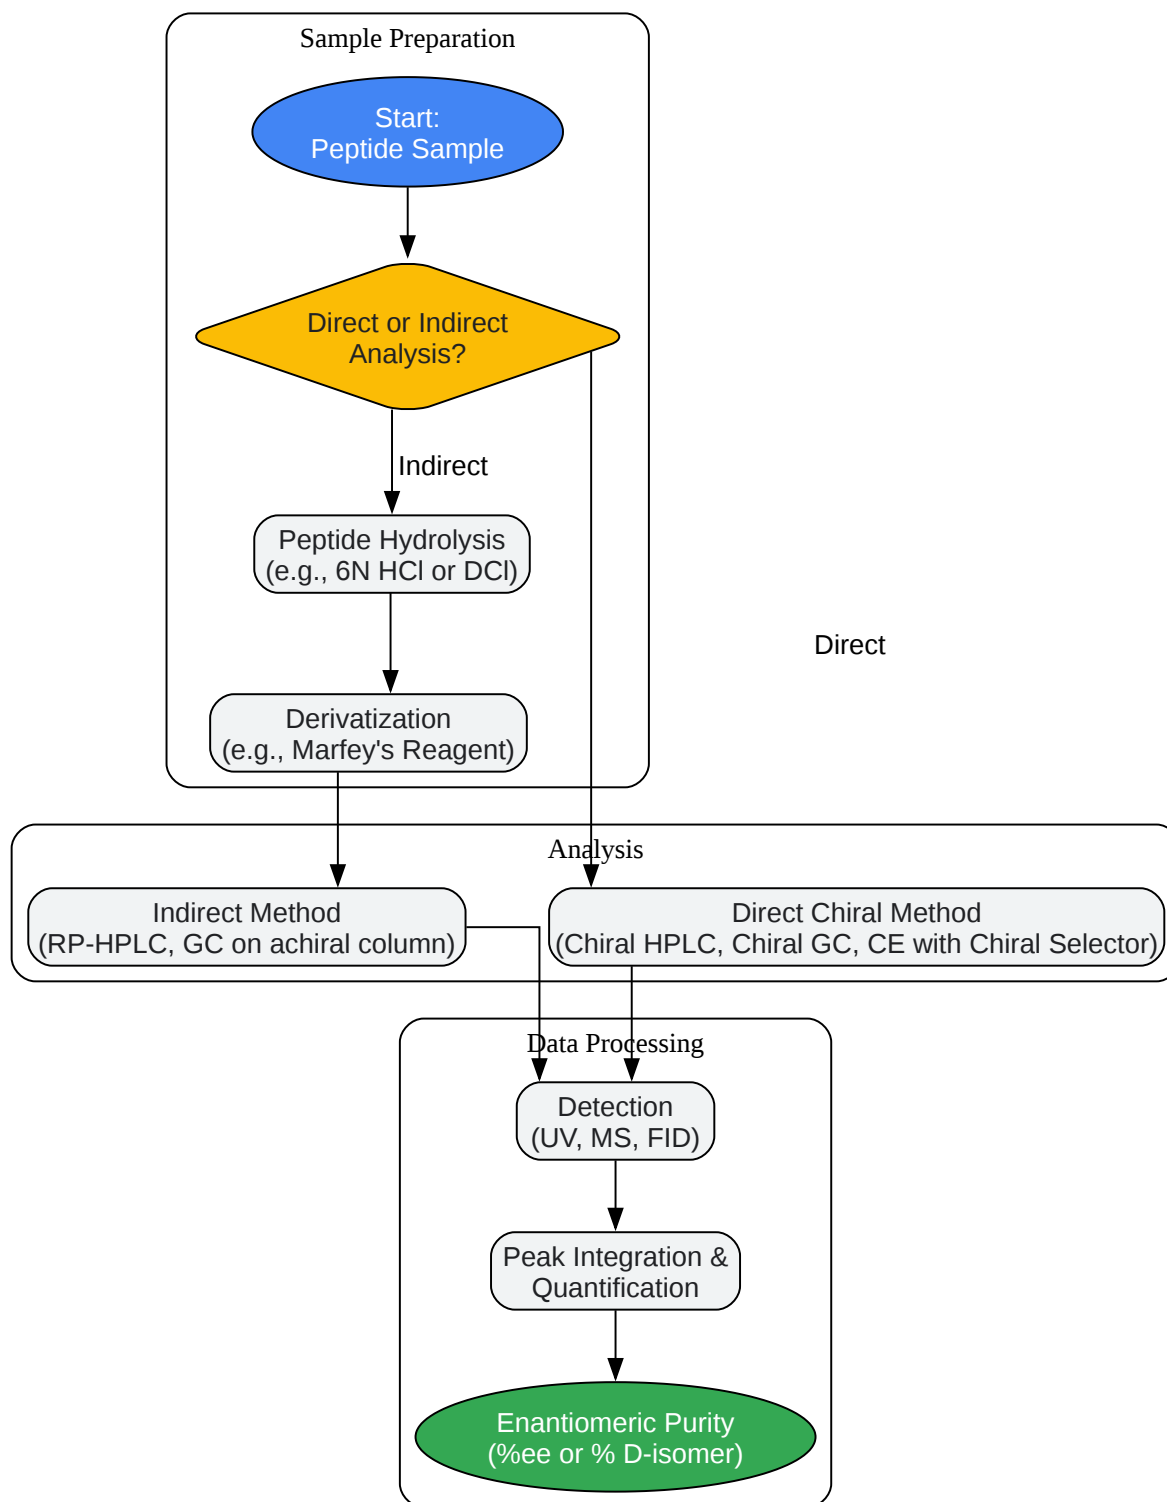 Sample Preparation
Start:
Peptide Sample
Direct or Indirect
Analysis?
Indirect
Peptide Hydrolysis
(e.g., 6N HCl or DCl)
Direct
Derivatization
(e.g., Marfey's Reagent)
Analysis
Indirect Method
(RP-HPLC, GC on achiral column)
Direct Chiral Method
(Chiral HPLC, Chiral GC, CE with Chiral Selector)
Data Processing
Detection
(UV, MS, FID)
Peak Integration &
Quantification
Enantiomeric Purity
(%ee or % D-isomer)